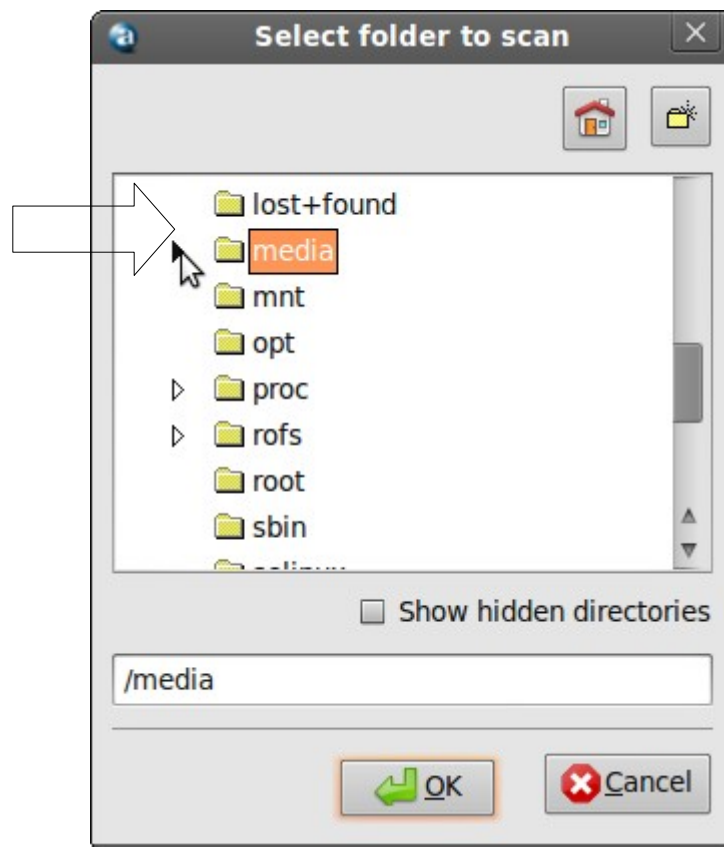 Select folder to scan
lost+found
media
mnt
opt
proc
rofs
root
sbin
Show hidden directories
/media
OK
Cancel